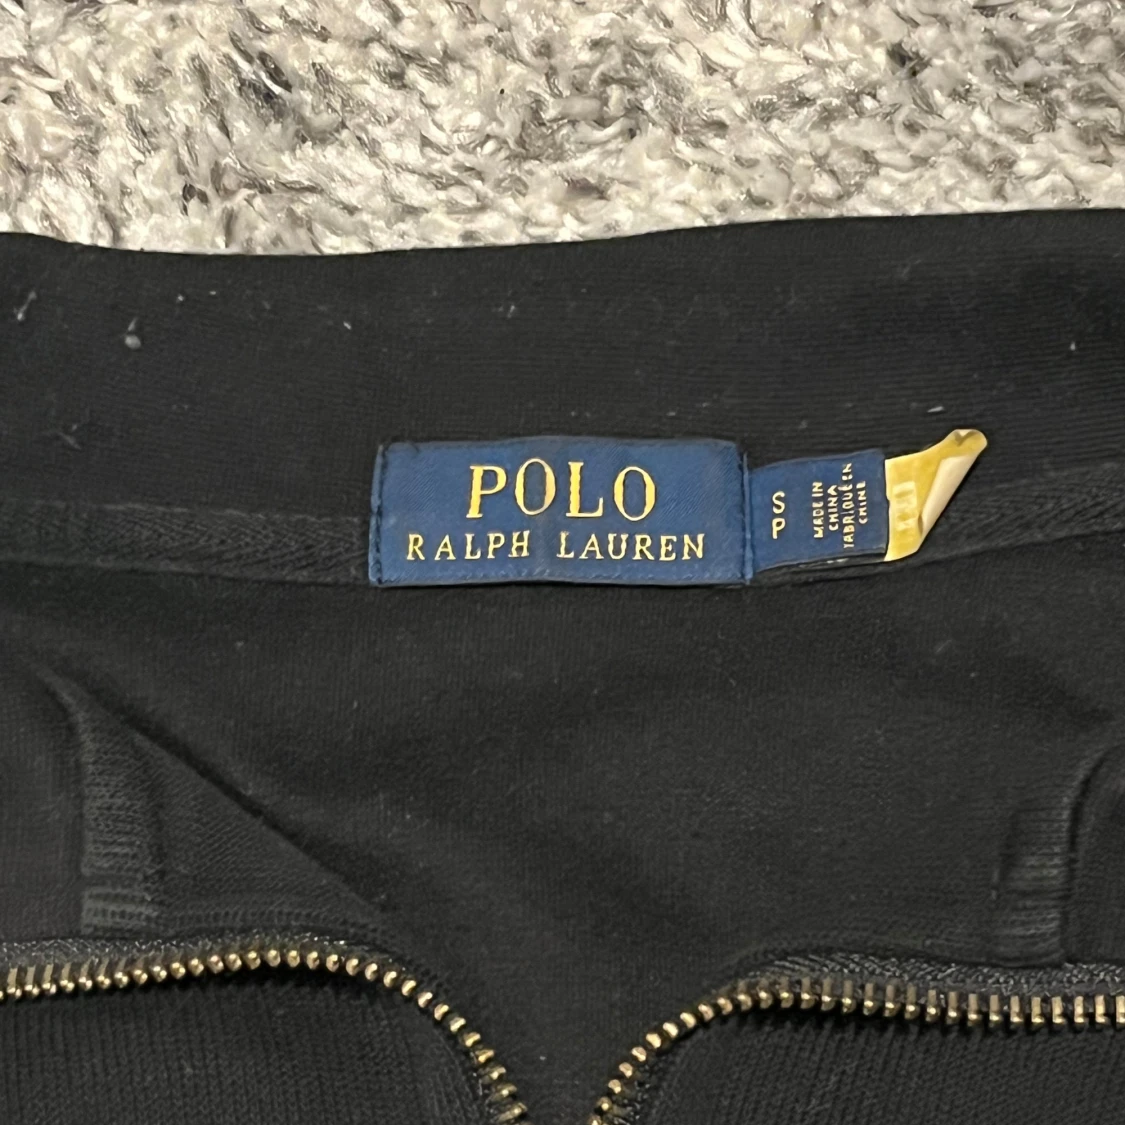 POLO
RALPH LAUREN
S
P
MADE IN
CHINA
FABRIQUÉ EN
CHINE